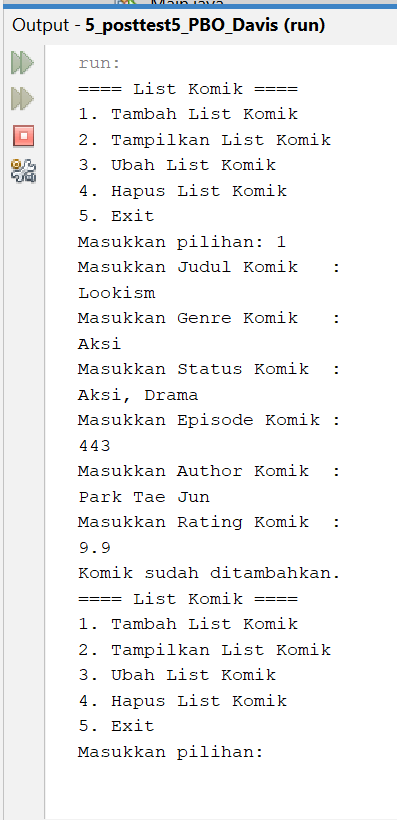 Main.java
Output - 5_posttest5_PBO_Davis (run)
run:
==== List Komik ====
1. Tambah List Komik
2. Tampilkan List Komik
3. Ubah List Komik
4. Hapus List Komik
5. Exit
Masukkan pilihan: 1
Masukkan Judul Komik   :
Lookism
Masukkan Genre Komik   :
Aksi
Masukkan Status Komik  :
Aksi, Drama
Masukkan Episode Komik :
443
Masukkan Author Komik  :
Park Tae Jun
Masukkan Rating Komik  :
9.9
Komik sudah ditambahkan.
==== List Komik ====
1. Tambah List Komik
2. Tampilkan List Komik
3. Ubah List Komik
4. Hapus List Komik
5. Exit
Masukkan pilihan: